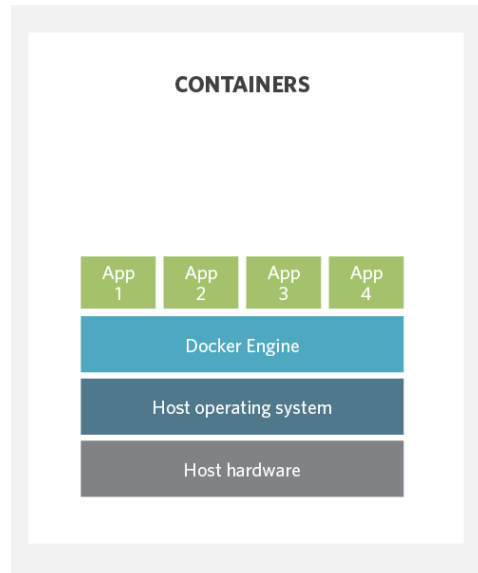 CONTAINERS
App App App App
1 2 3 4
Docker Engine
Host operating system
Host hardware